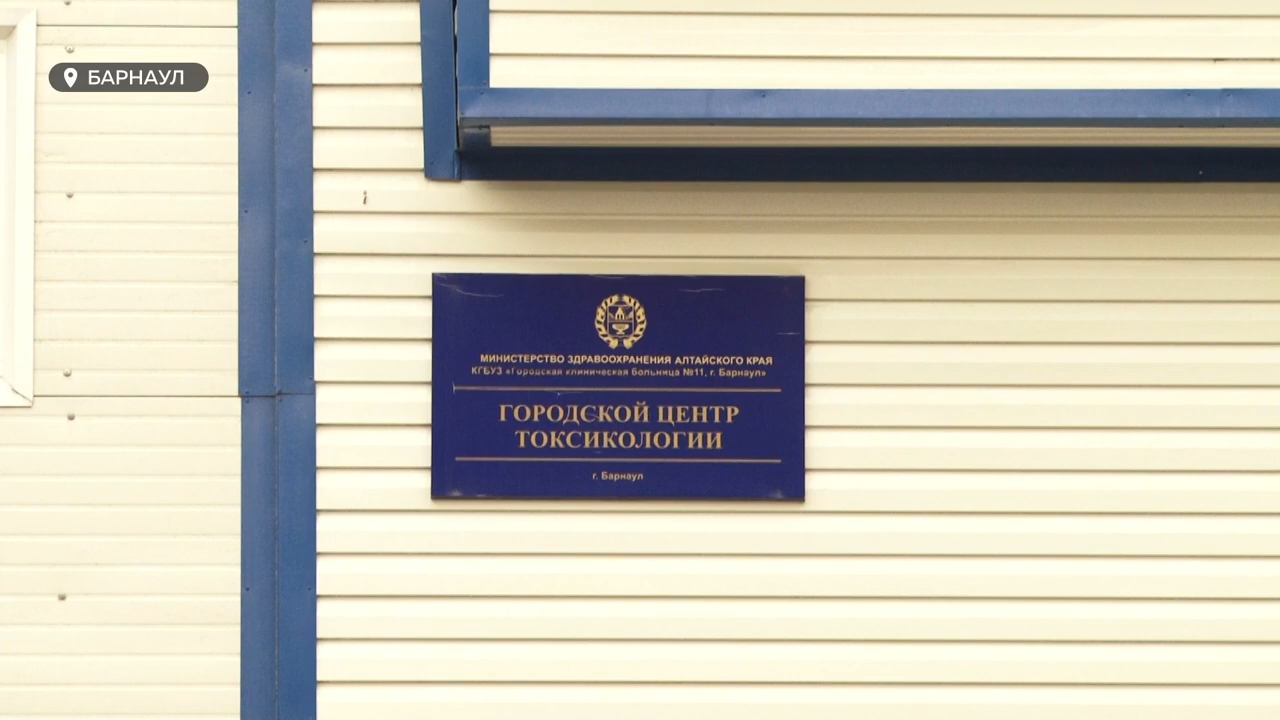 БАРНАУЛ
МИНИСТЕРСТВО ЗДРАВООХРАНЕНИЯ АЛТАЙСКОГО КРАЯ
КГБУЗ «Городская клиническая больница №11, г. Барнаул»
ГОРОДСКОЙ ЦЕНТР
ТОКСИКОЛОГИИ
г. Барнаул